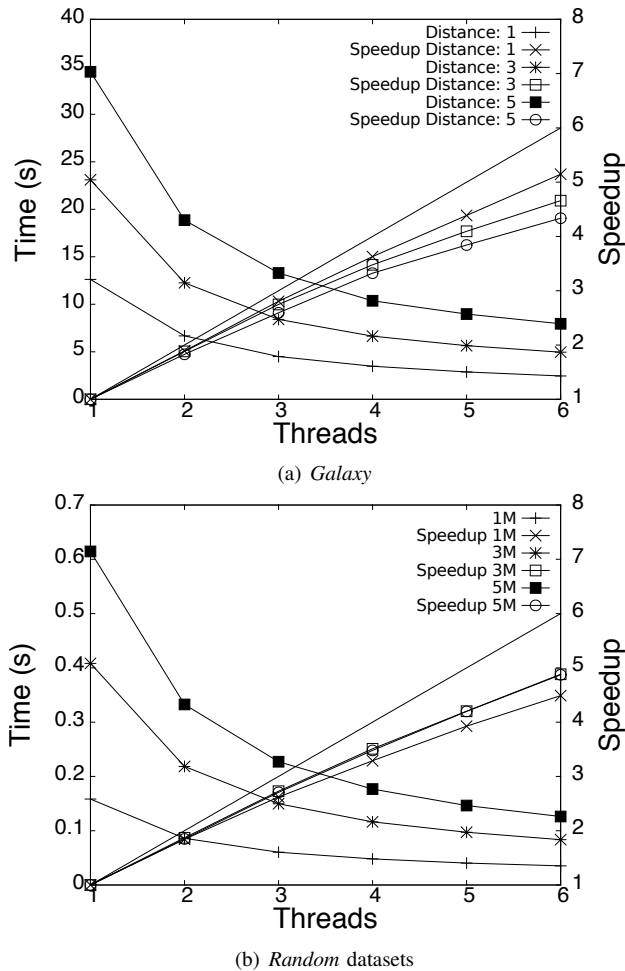 40
35
30
25
20
15
10
5
0
Time (s)
8
7
6
5
4
3
2
1
Speedup
Distance: 1
Speedup Distance: 1
Distance: 3
Speedup Distance: 3
Distance: 5
Speedup Distance: 5
1 2 3 4 5 6
Threads
(a) Galaxy
0.7
0.6
0.5
0.4
0.3
0.2
0.1
0
Time (s)
8
7
6
5
4
3
2
1
Speedup
1M
Speedup 1M
3M
Speedup 3M
5M
Speedup 5M
1 2 3 4 5 6
Threads
(b) Random datasets